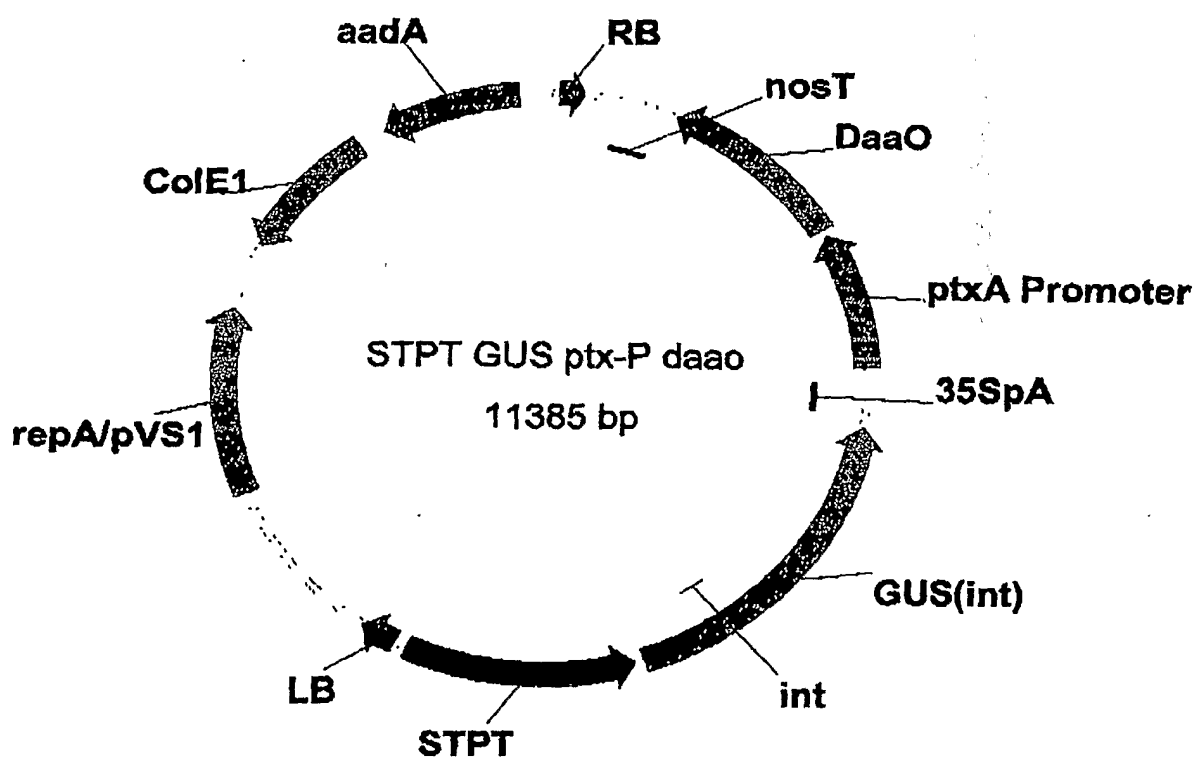 aadA
RB
nosT
DaaO
ColE1
ptxA Promoter
STPT GUS ptx-P daao
35SpA
11385 bp
repA/pVS1
GUS(int)
LB
int
STPT